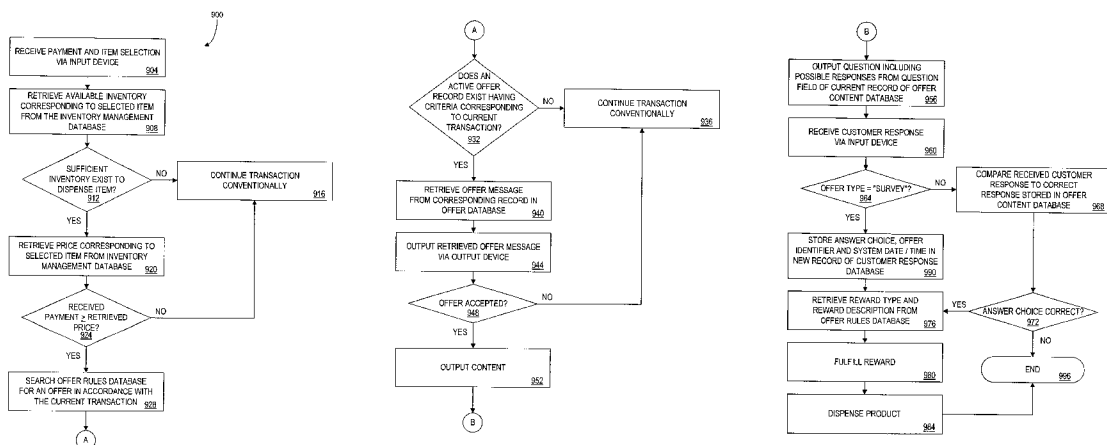 900
RECEIVE PAYMENT AND ITEM SELECTION
VIA INPUT DEVICE
904
RETRIEVE AVAILABLE INVENTORY
CORRESPONDING TO SELECTED ITEM
FROM THE INVENTORY MANAGEMENT
DATABASE
908
SUFFICIENT
INVENTORY EXIST TO
DISPENSE ITEM?
912
NO
CONTINUE TRANSACTION
CONVENTIONALLY
916
YES
RETRIEVE PRICE CORRESPONDING TO
SELECTED ITEM FROM INVENTORY
MANAGEMENT DATABASE
920
RECEIVED
PAYMENT ≥ RETRIEVED
PRICE?
924
NO
YES
SEARCH OFFER RULES DATABASE
FOR AN OFFER IN ACCORDANCE WITH
THE CURRENT TRANSACTION
928
A
A
DOES AN
ACTIVE OFFER
RECORD EXIST HAVING
CRITERIA CORRESPONDING
TO CURRENT
TRANSACTION?
932
NO
CONTINUE TRANSACTION
CONVENTIONALLY
936
YES
RETRIEVE OFFER MESSAGE
FROM CORRESPONDING RECORD IN
OFFER DATABASE
940
OUTPUT RETRIEVED OFFER MESSAGE
VIA OUTPUT DEVICE
944
OFFER ACCEPTED?
948
NO
YES
OUTPUT CONTENT
952
B
B
OUTPUT QUESTION INCLUDING
POSSIBLE RESPONSES FROM QUESTION
FIELD OF CURRENT RECORD OF OFFER
CONTENT DATABASE
956
RECEIVE CUSTOMER RESPONSE
VIA INPUT DEVICE
960
OFFER TYPE = "SURVEY"?
964
NO
COMPARE RECEIVED CUSTOMER
RESPONSE TO CORRECT
RESPONSE STORED IN OFFER
CONTENT DATABASE
968
YES
STORE ANSWER CHOICE, OFFER
IDENTIFIER AND SYSTEM DATE / TIME IN
NEW RECORD OF CUSTOMER RESPONSE
DATABASE
990
RETRIEVE REWARD TYPE AND
REWARD DESCRIPTION FROM
OFFER RULES DATABASE
976
YES
ANSWER CHOICE CORRECT?
972
NO
FULFILL REWARD
980
END
996
DISPENSE PRODUCT
984